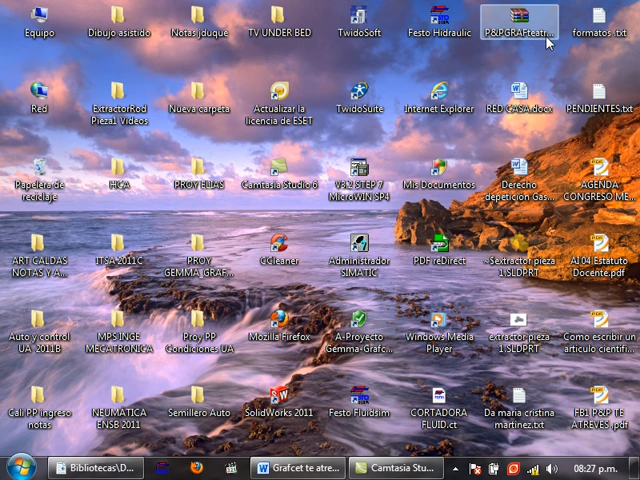 Equipo
Dibujo asistido
Notas jduque
TV UNDER BED
TwidoSoft
Festo Hidraulic
P&PGRAFteatr...
formatos .txt
Red
ExtractorRod
Pieza1 Videos
Nueva carpeta
Actualizar la
licencia de ESET
TwidoSuite
Internet Explorer
RED CASA.docx
PENDIENTES.txt
Papelera de
reciclaje
HCA
PROY ELIAS
Camtasia Studio 6
V3.2 STEP 7
MicroWIN SP4
Mis Documentos
Derecho
depeticion Gas...
AGENDA
CONGRESO ME...
ART CALDAS
NOTAS Y A...
ITSA 2011C
PROY
GEMMA_GRAF...
CCleaner
Administrador
SIMATIC
PDF reDirect
~$extractor pieza
1.SLDPRT
AI 04 Estatuto
Docente.pdf
Auto y control
UA 2011B
MPS INGE
MECATRONICA
Proy PP
Condiciones UA
Mozilla Firefox
A-Proyecto
Gemma-Grafc...
Windows Media
Player
extractor pieza
1.SLDPRT
Como escribir un
articulo cientifi...
Cali PP ingreso
notas
NEUMATICA
ENSB 2011
Semillero Auto
SolidWorks 2011
Festo Fluidsim
CORTADORA
FLUID.ct
Da maria cristina
martinez.txt
FB1 P&P TE
ATREVES .pdf
Bibliotecas\D...
Grafcet te atre...
Camtasia Stu...
08:27 p.m.